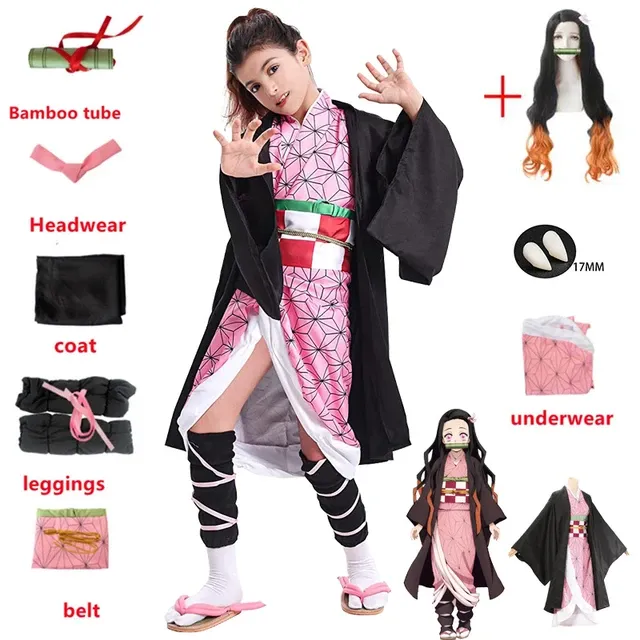 Bamboo tube
Headwear
coat
leggings
belt
+
17MM
underwear